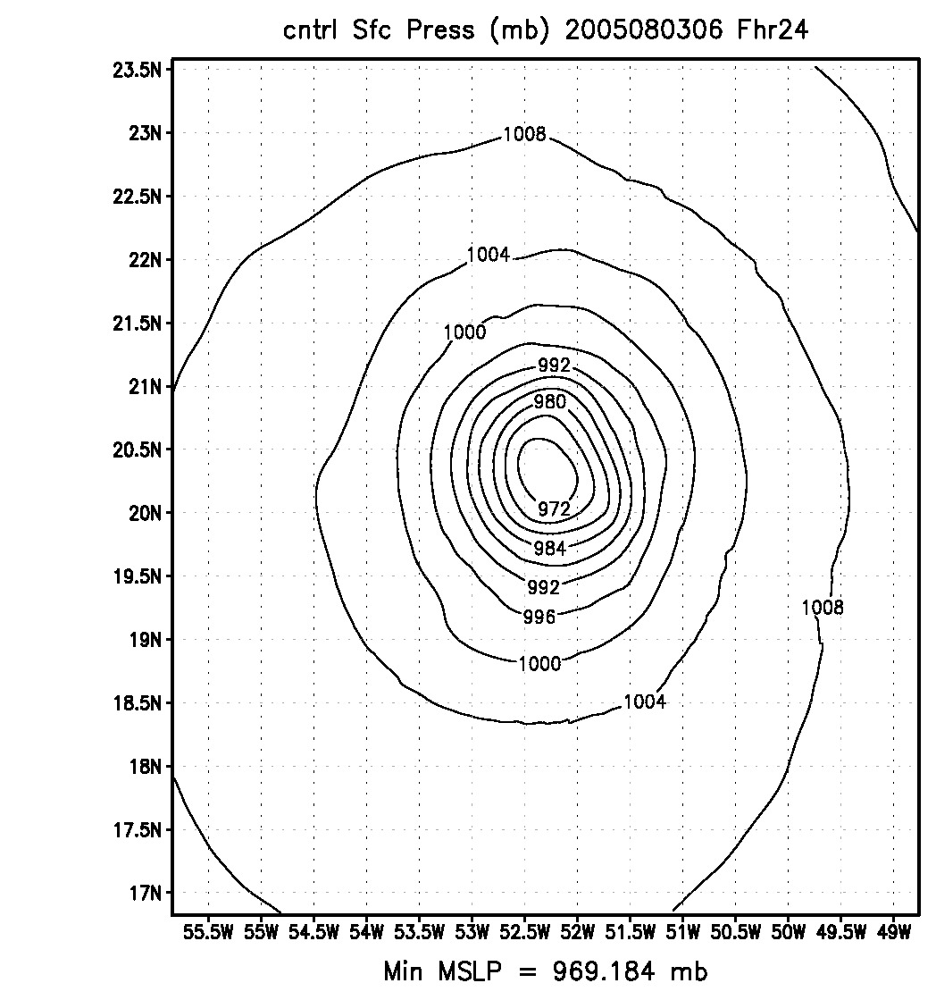 cntrl Sfc Press (mb) 2005080306 Fhr24
23.5N
23N
22.5N
22N
21.5N
21N
20.5N
20N
19.5N
19N
18.5N
18N
17.5N
17N
1008
1004
1000
992
980
972
984
992
996
1008
1000
1004
55.5W 55W 54.5W 54W 53.5W 53W 52.5W 52W 51.5W 51W 50.5W 50W 49.5W 49W
Min MSLP = 969.184 mb